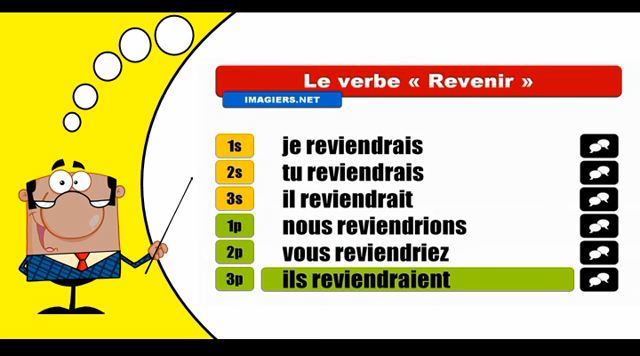 Le verbe « Revenir »
IMAGIERS.NET
1s je reviendrais
2s tu reviendrais
3s il reviendrait
1p nous reviendrions
2p vous reviendriez
3p ils reviendraient